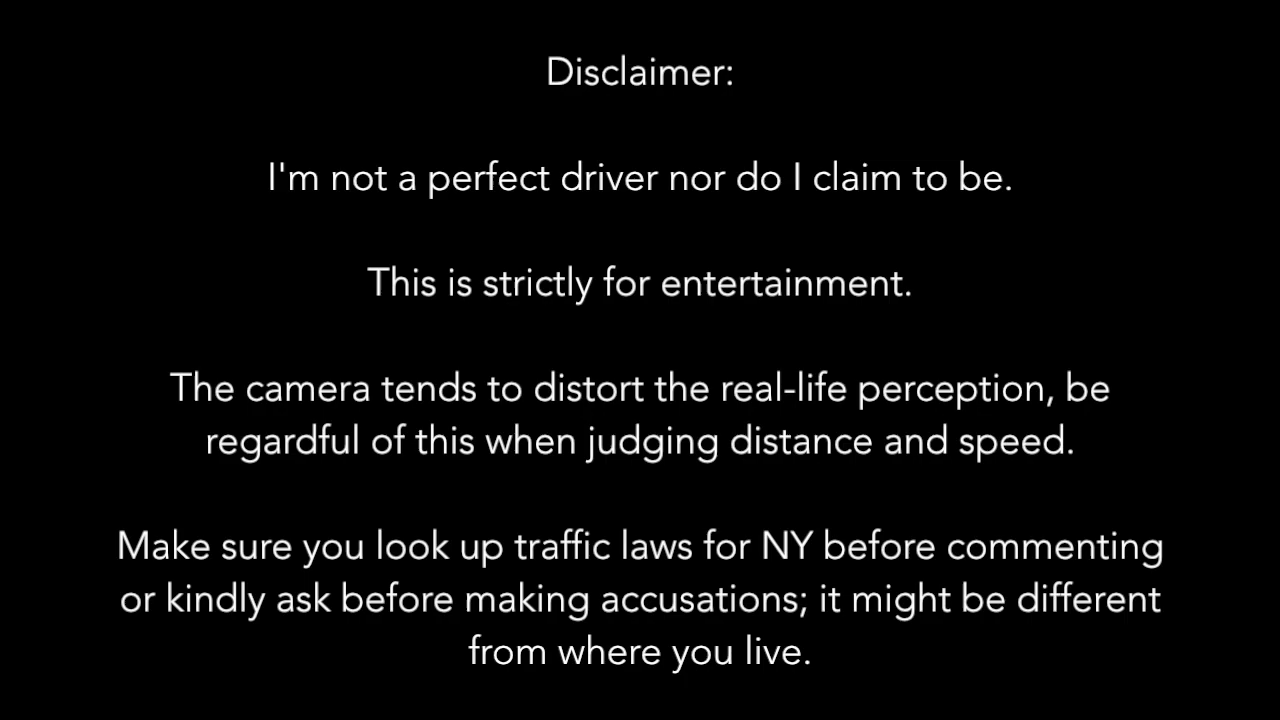 Disclaimer:
I'm not a perfect driver nor do I claim to be.
This is strictly for entertainment.
The camera tends to distort the real-life perception, be
regardful of this when judging distance and speed.
Make sure you look up traffic laws for NY before commenting
or kindly ask before making accusations; it might be different
from where you live.